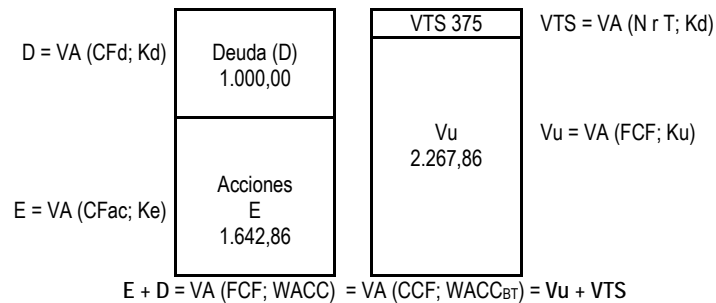 VTS 375
VTS = VA (N r T; Kd)
D = VA (CFd; Kd)
Deuda (D)
1.000,00
Vu
2.267,86
Vu = VA (FCF; Ku)
E = VA (CFac; Ke)
Acciones
E
1.642,86
E + D = VA (FCF; WACC) = VA (CCF; WACCBT) = Vu + VTS